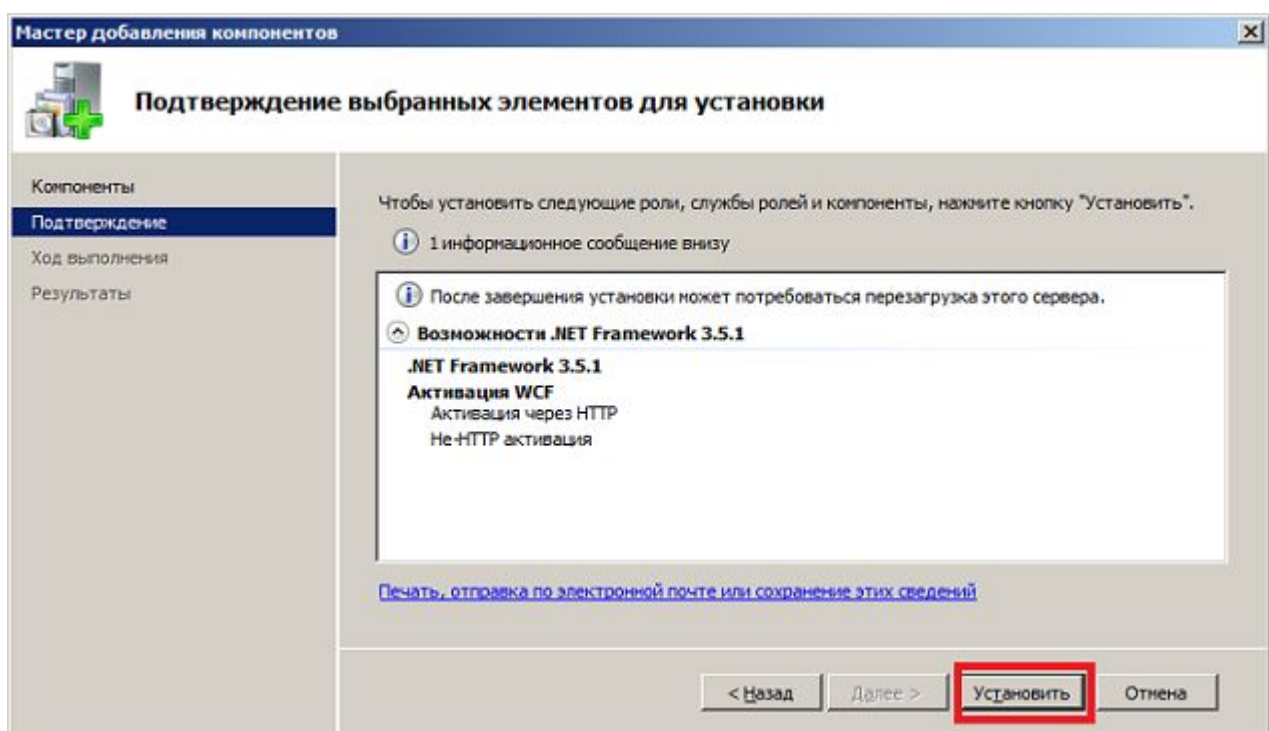 Мастер добавления компонентов
Подтверждение выбранных элементов для установки
Компоненты
Подтверждение
Ход выполнения
Результаты
Чтобы установить следующие роли, службы ролей и компоненты, нажмите кнопку "Установить".
1 информационное сообщение внизу
После завершения установки может потребоваться перезагрузка этого сервера.
Возможности .NET Framework 3.5.1
.NET Framework 3.5.1
Активация WCF
Активация через HTTP
Не-HTTP активация
Печать, отправка по электронной почте или сохранение этих сведений
< Назад
Далее >
Установить
Отмена